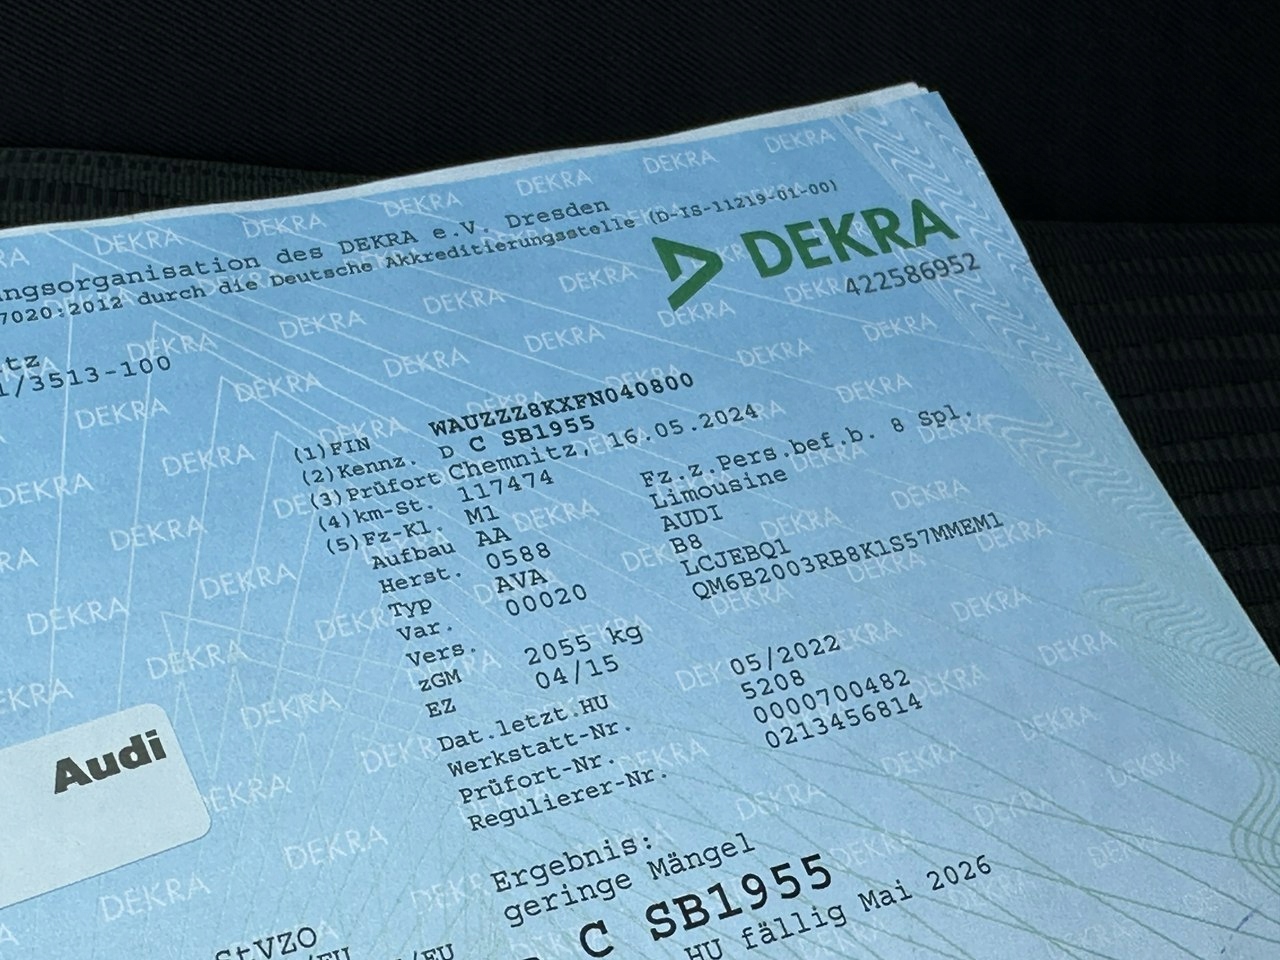 ngsorganisation des DEKRA e.V. Dresden
7020:2012 durch die Deutsche Akkreditierungsstelle (D-IS-11219-01-00)
DEKRA
422586952
tz
1/3513-100
(1)FIN WAUZZZ8KXFN040800
(2)Kennz. D C SB1955
(3)Prüfort Chemnitz, 16.05.2024
(4)km-St. 117474
(5)Fz-Kl. M1 Fz.z.Pers.bef.b. 8 Spl.
Aufbau AA Limousine
Herst. 0588 AUDI
Typ AVA B8
Var. 00020 LCJEBQ1
Vers. QM6B2003RB8K1S57MMEM1
zGM 2055 kg
EZ 04/15
Dat.letzt.HU 05/2022
Werkstatt-Nr. 5208
Prüfort-Nr. 0000700482
Regulierer-Nr. 0213456814
Audi
Ergebnis:
geringe Mängel
C SB1955
HU fällig Mai 2026
StVZO
/EU
/EU